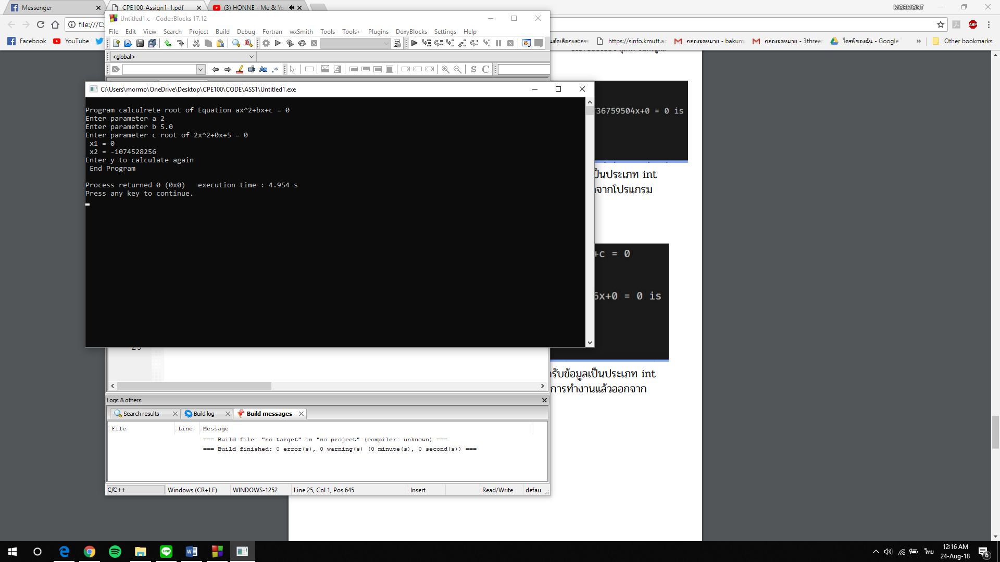 Messenger
CPE100-Assign1-1.pdf
(3) HONNE - Me & Yo
MORMONT
Untitled1.c - Code::Blocks 17.12
file:///C:
File Edit View Search Project Build Debug Fortran wxSmith Tools Tools+ Plugins DoxyBlocks Settings Help
ABP
Facebook
YouTube
https://sinfo.kmutt.ac
กล่องจดหมาย - bakum
กล่องจดหมาย - 3threer
ไดรฟ์ของฉัน - Google
»
Other bookmarks
<global>
C:\Users\mormo\OneDrive\Desktop\CPE100\CODE\ASS1\Untitled1.exe
Program calculrete root of Equation ax^2+bx+c = 0
Enter parameter a 2
Enter parameter b 5.0
Enter parameter c root of 2x^2+0x+5 = 0
x1 = 0
x2 = -1074528256
Enter y to calculate again
End Program
Process returned 0 (0x0) execution time : 4.954 s
Press any key to continue.
736759504x+0 = 0 is
เป็นประเภท int
จากโปรแกรม
+c = 0
6x+0 = 0 is
รับข้อมูลเป็นประเภท int
การทำงานแล้วออกจาก
25
Logs & others
Search results
Build log
Build messages
File Line Message
=== Build file: "no target" in "no project" (compiler: unknown) ===
=== Build finished: 0 error(s), 0 warning(s) (0 minute(s), 0 second(s)) ===
C/C++ Windows (CR+LF) WINDOWS-1252 Line 25, Col 1, Pos 645 Insert Read/Write defau
LINE
ไทย
12:16 AM
24-Aug-18
6